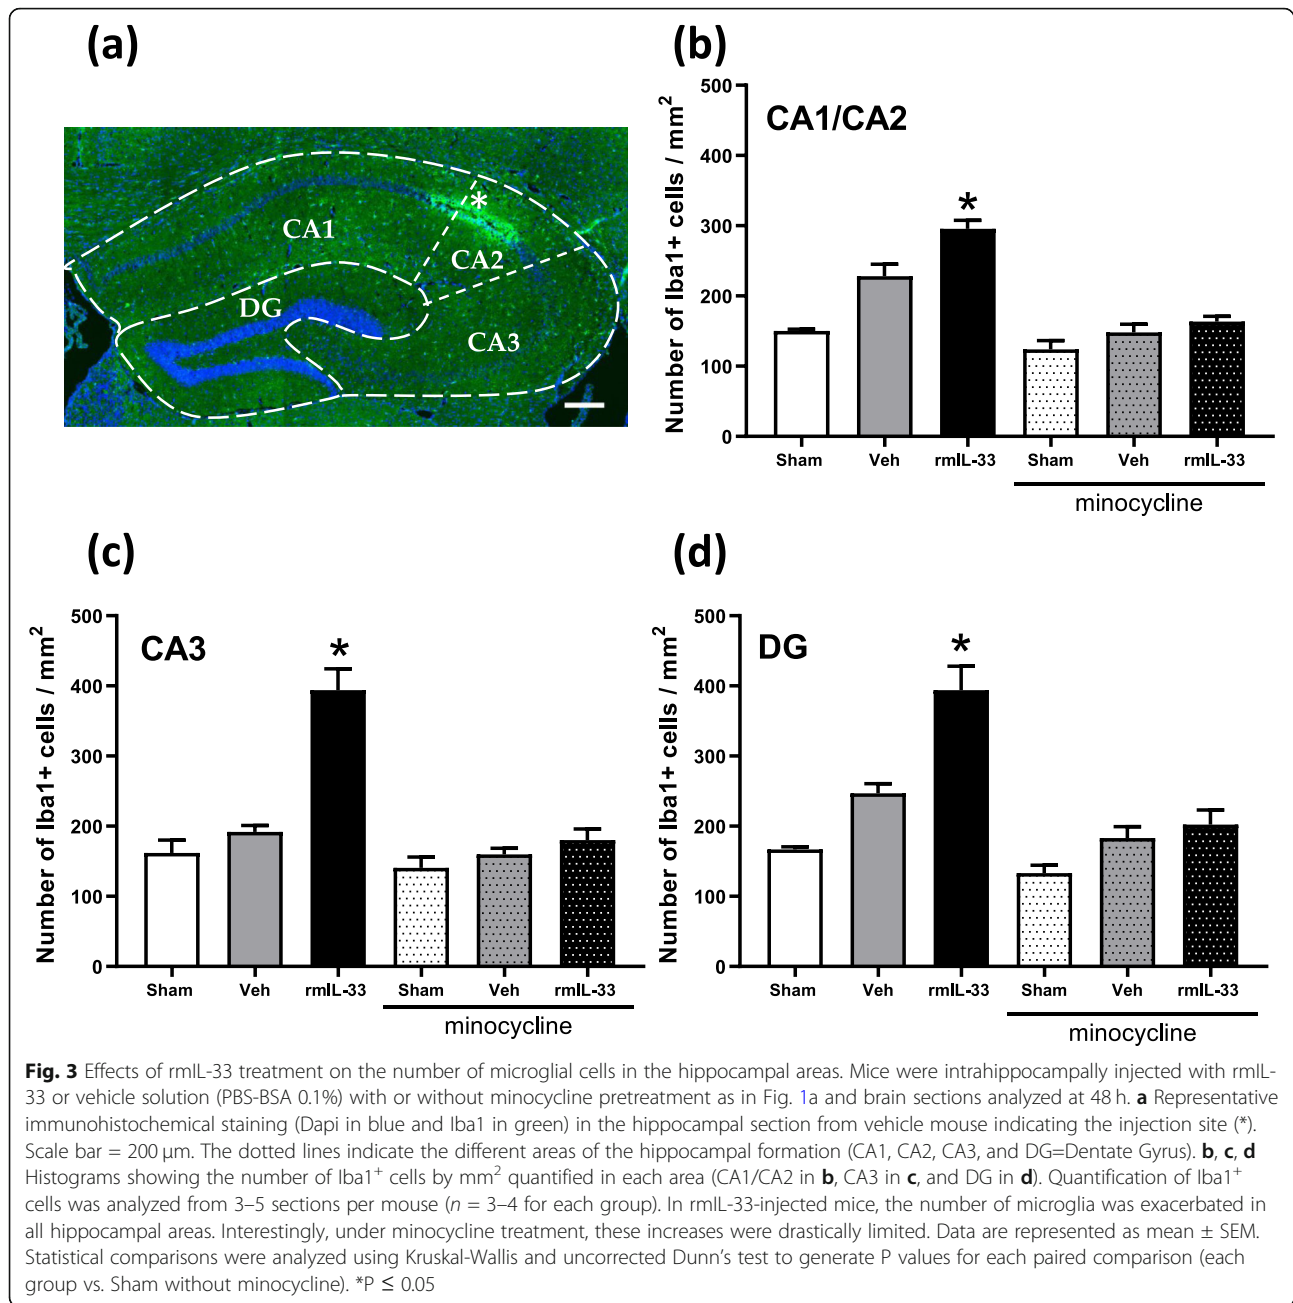 (a)
CA1
*
CA2
DG
CA3
(b)
CA1/CA2
Number of Iba1+ cells / mm²
500
400
300
200
100
0
*
Sham Veh rmIL-33 Sham Veh rmIL-33
minocycline
(c)
CA3
Number of Iba1+ cells / mm²
500
400
300
200
100
0
*
Sham Veh rmIL-33 Sham Veh rmIL-33
minocycline
(d)
DG
Number of Iba1+ cells / mm²
500
400
300
200
100
0
*
Sham Veh rmIL-33 Sham Veh rmIL-33
minocycline
Fig. 3 Effects of rmIL-33 treatment on the number of microglial cells in the hippocampal areas. Mice were intrahippocampally injected with rmIL-
33 or vehicle solution (PBS-BSA 0.1%) with or without minocycline pretreatment as in Fig. 1a and brain sections analyzed at 48 h. a Representative
immunohistochemical staining (Dapi in blue and Iba1 in green) in the hippocampal section from vehicle mouse indicating the injection site (*).
Scale bar = 200 μm. The dotted lines indicate the different areas of the hippocampal formation (CA1, CA2, CA3, and DG=Dentate Gyrus). b, c, d
Histograms showing the number of Iba1⁺ cells by mm² quantified in each area (CA1/CA2 in b, CA3 in c, and DG in d). Quantification of Iba1⁺
cells was analyzed from 3–5 sections per mouse (n = 3–4 for each group). In rmIL-33-injected mice, the number of microglia was exacerbated in
all hippocampal areas. Interestingly, under minocycline treatment, these increases were drastically limited. Data are represented as mean ± SEM.
Statistical comparisons were analyzed using Kruskal-Wallis and uncorrected Dunn's test to generate P values for each paired comparison (each
group vs. Sham without minocycline). *P ≤ 0.05